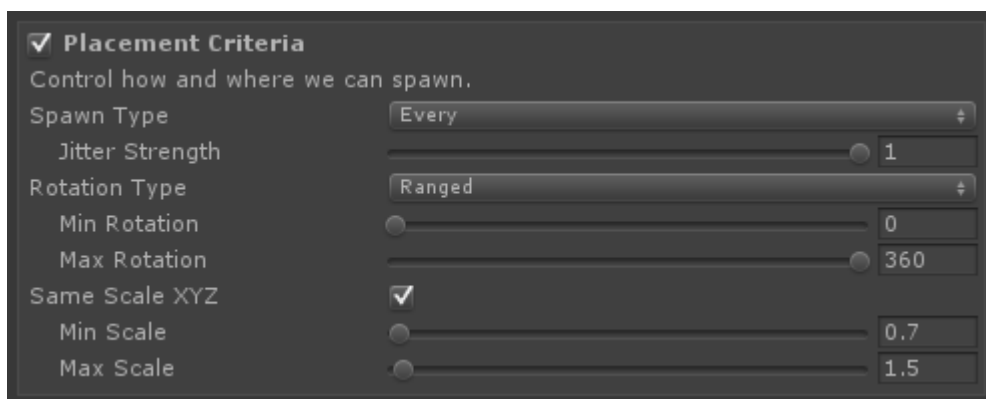 Placement Criteria
Control how and where we can spawn.
Spawn Type Every
Jitter Strength 1
Rotation Type Ranged
Min Rotation 0
Max Rotation 360
Same Scale XYZ
Min Scale 0.7
Max Scale 1.5